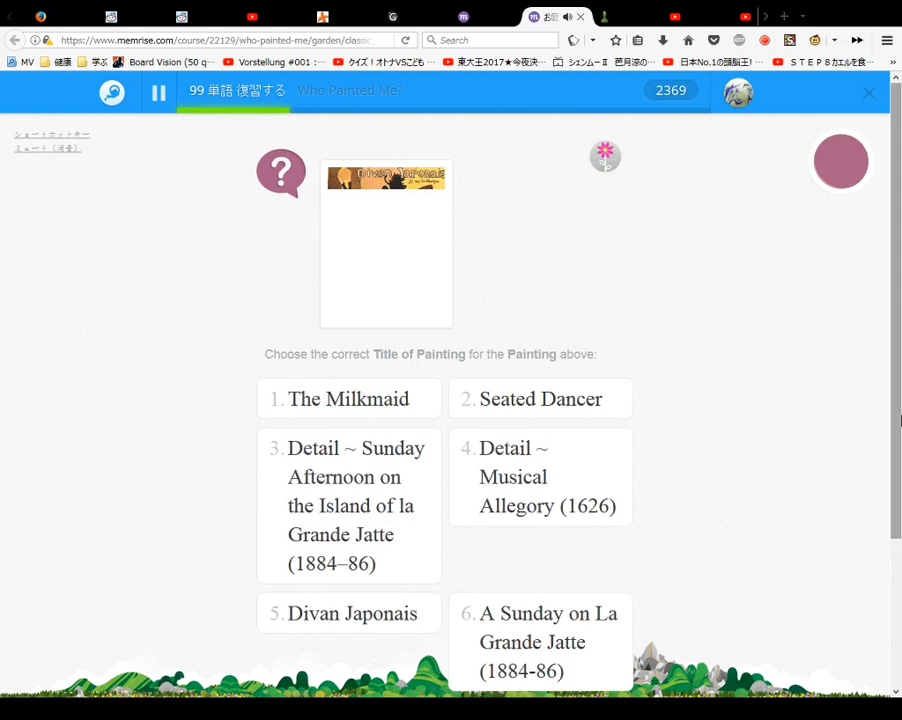 https://www.memrise.com/course/22129/who-painted-me/garden/classic_
Search
MV 健康 学ぶ Board Vision (50 q… Vorstellung #001 :… クイズ！オトナVSこども… 東大王2017★今夜決… シェンムーⅡ 芭月涼の… 日本No.1の頭脳王!… ＳＴＥＰ８カエルを食…
99 単語 復習する Who Painted Me? 2369
ショートカットキー
ミュート（消音）
?
Divan Japonais
Choose the correct Title of Painting for the Painting above:
1. The Milkmaid
2. Seated Dancer
3. Detail ~ Sunday
Afternoon on
the Island of la
Grande Jatte
(1884–86)
4. Detail ~
Musical
Allegory (1626)
5. Divan Japonais
6. A Sunday on La
Grande Jatte
(1884-86)